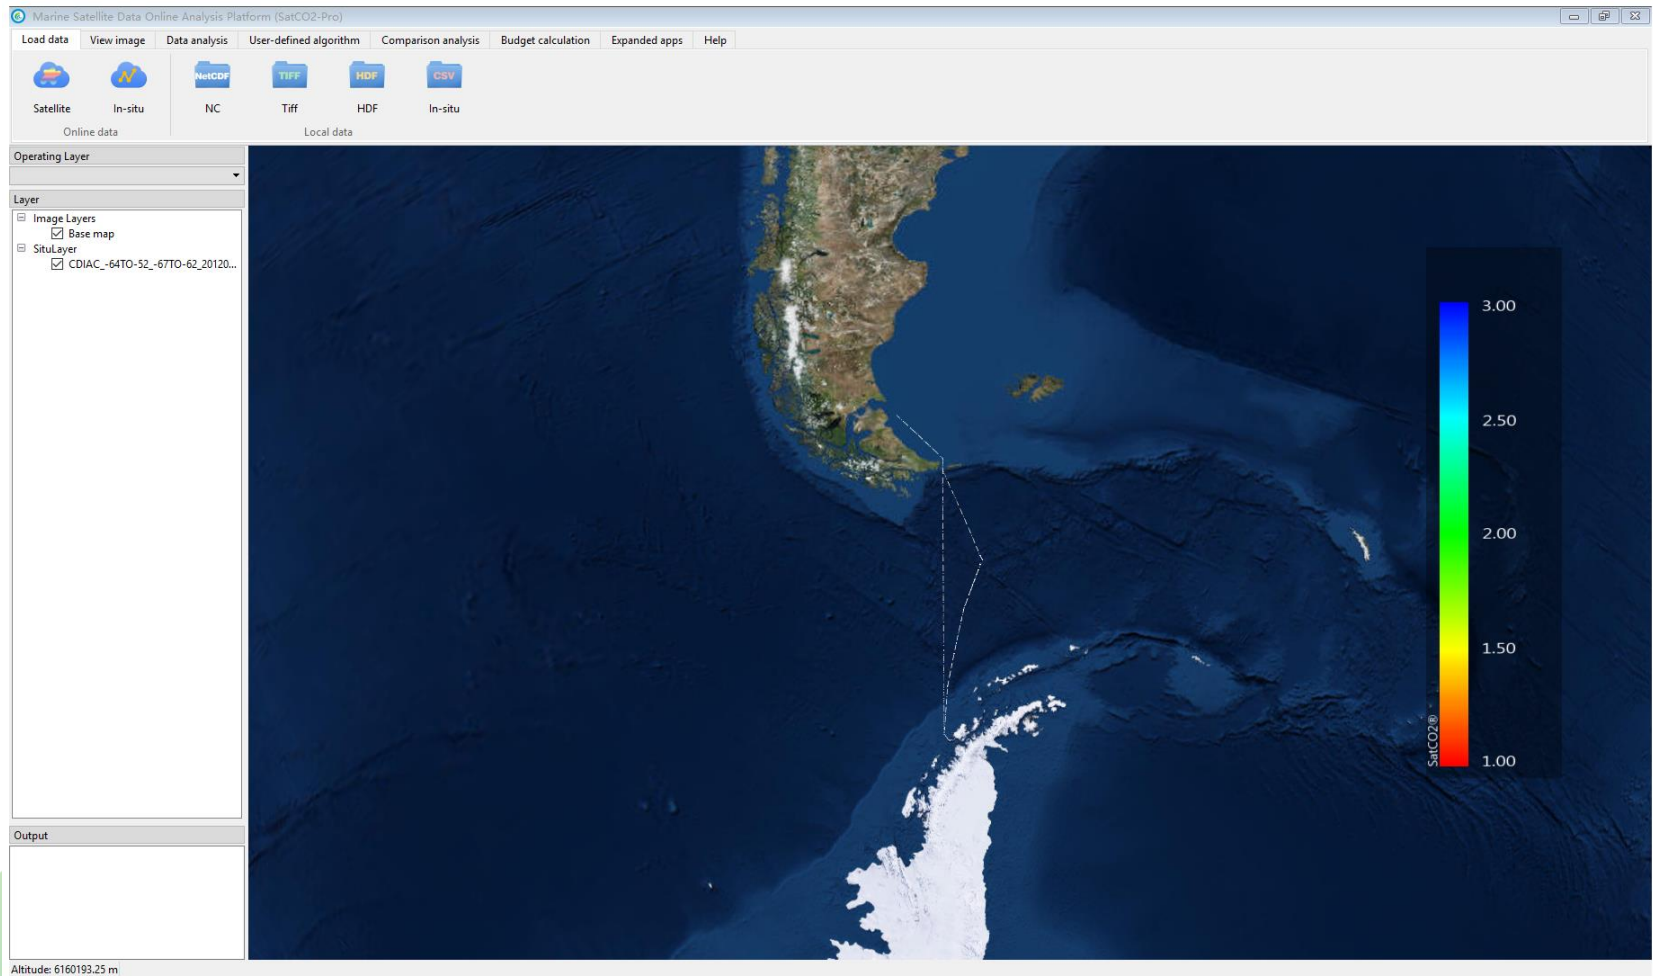 Marine Satellite Data Online Analysis Platform (SatCO2-Pro)
Load data View image Data analysis User-defined algorithm Comparison analysis Budget calculation Expanded apps Help
NetCDF TIFF HDF CSV
Satellite In-situ NC Tiff HDF In-situ
Online data Local data
Operating Layer
Layer
Image Layers
Base map
SituLayer
CDIAC_-64TO-52_-67TO-62_20120...
3.00
2.50
2.00
1.50
1.00
SatCO2®
Output
Altitude: 6160193.25 m